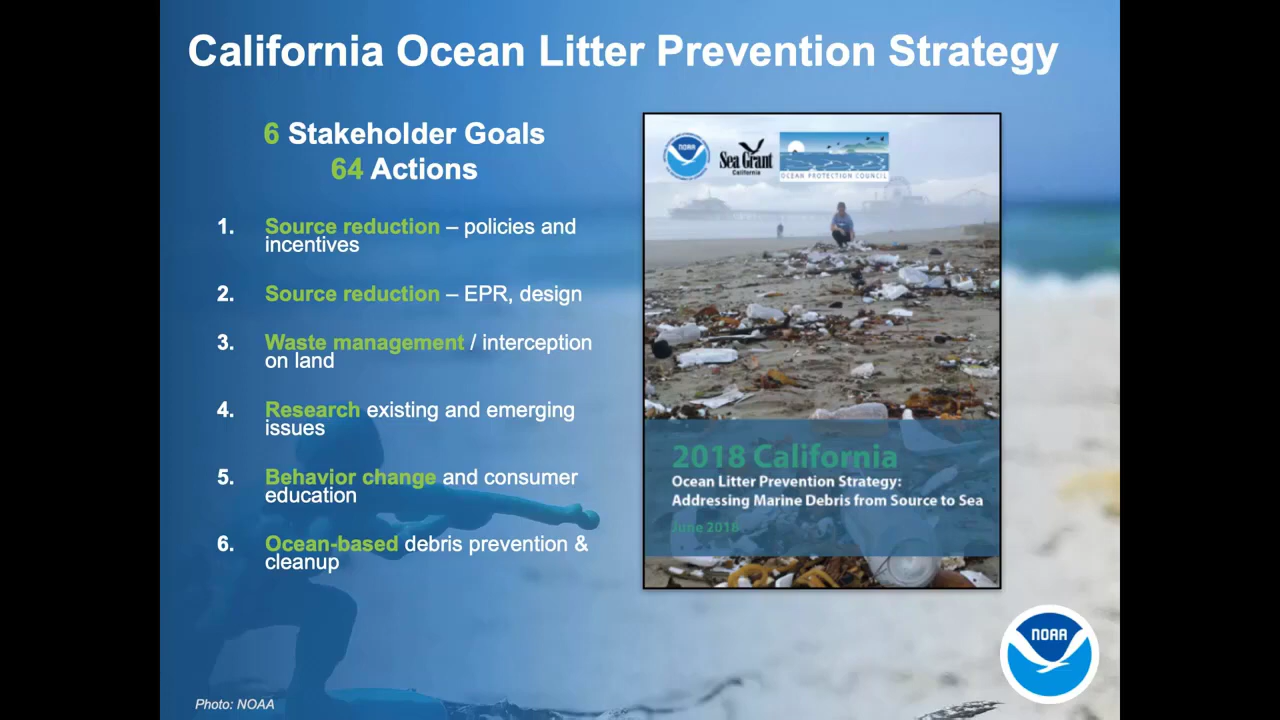 California Ocean Litter Prevention Strategy
6 Stakeholder Goals
64 Actions
1. Source reduction – policies and
incentives
2. Source reduction – EPR, design
3. Waste management / interception
on land
4. Research existing and emerging
issues
5. Behavior change and consumer
education
6. Ocean-based debris prevention &
cleanup
Photo: NOAA
NOAA
Sea Grant
California
OCEAN PROTECTION COUNCIL
2018 California
Ocean Litter Prevention Strategy:
Addressing Marine Debris from Source to Sea
June 2018
NOAA